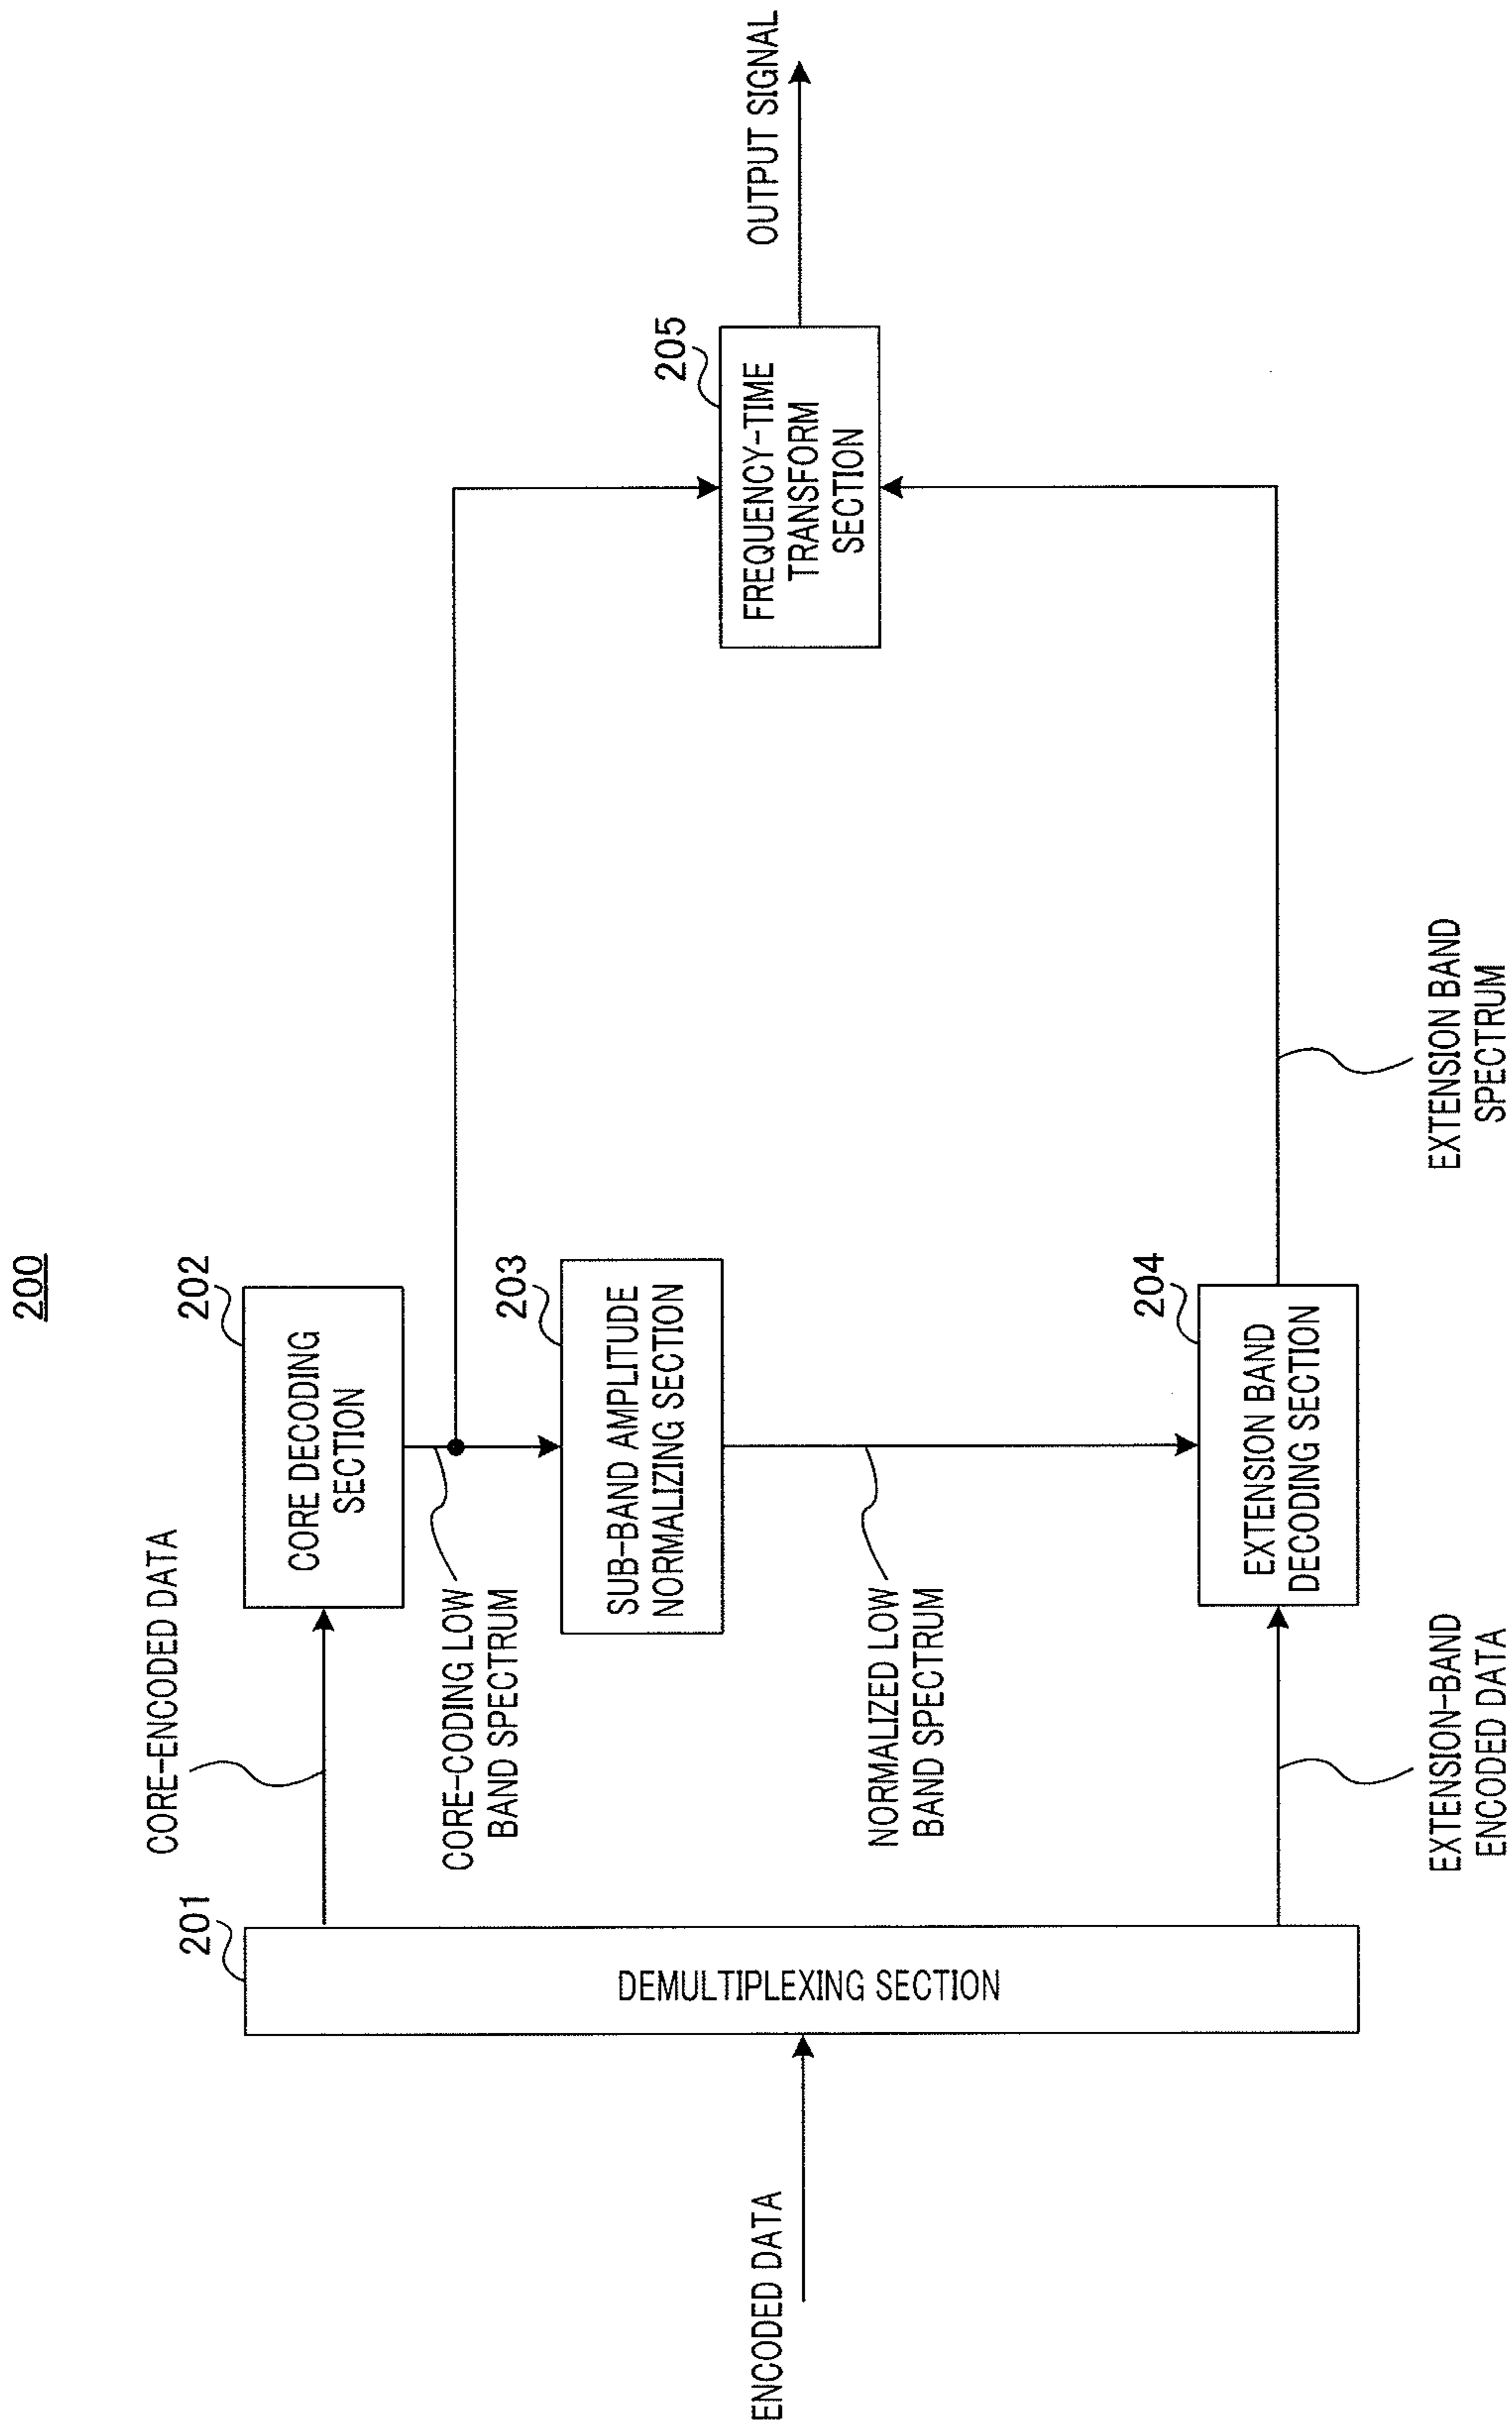 200
ENCODED DATA
201
DEMULTIPLEXING SECTION
CORE-ENCODED DATA
202
CORE DECODING
SECTION
CORE-CODING LOW
BAND SPECTRUM
203
SUB-BAND AMPLITUDE
NORMALIZING SECTION
NORMALIZED LOW
BAND SPECTRUM
EXTENSION-BAND
ENCODED DATA
204
EXTENSION BAND
DECODING SECTION
EXTENSION BAND
SPECTRUM
205
FREQUENCY-TIME
TRANSFORM
SECTION
OUTPUT SIGNAL